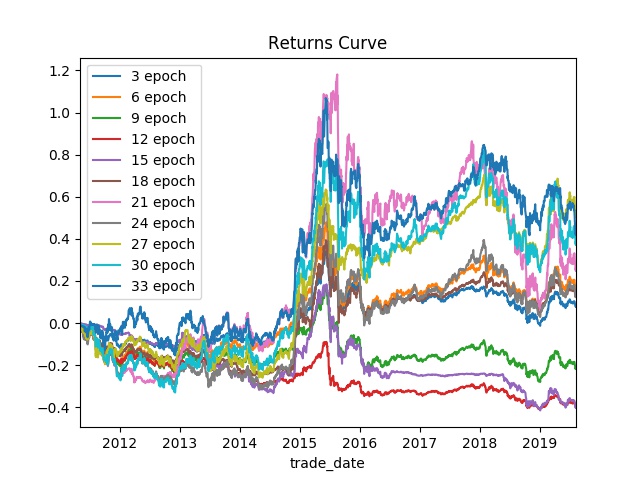 Returns Curve
1.2
1.0
0.8
0.6
0.4
0.2
0.0
−0.2
−0.4
3 epoch
6 epoch
9 epoch
12 epoch
15 epoch
18 epoch
21 epoch
24 epoch
27 epoch
30 epoch
33 epoch
2012 2013 2014 2015 2016 2017 2018 2019
trade_date